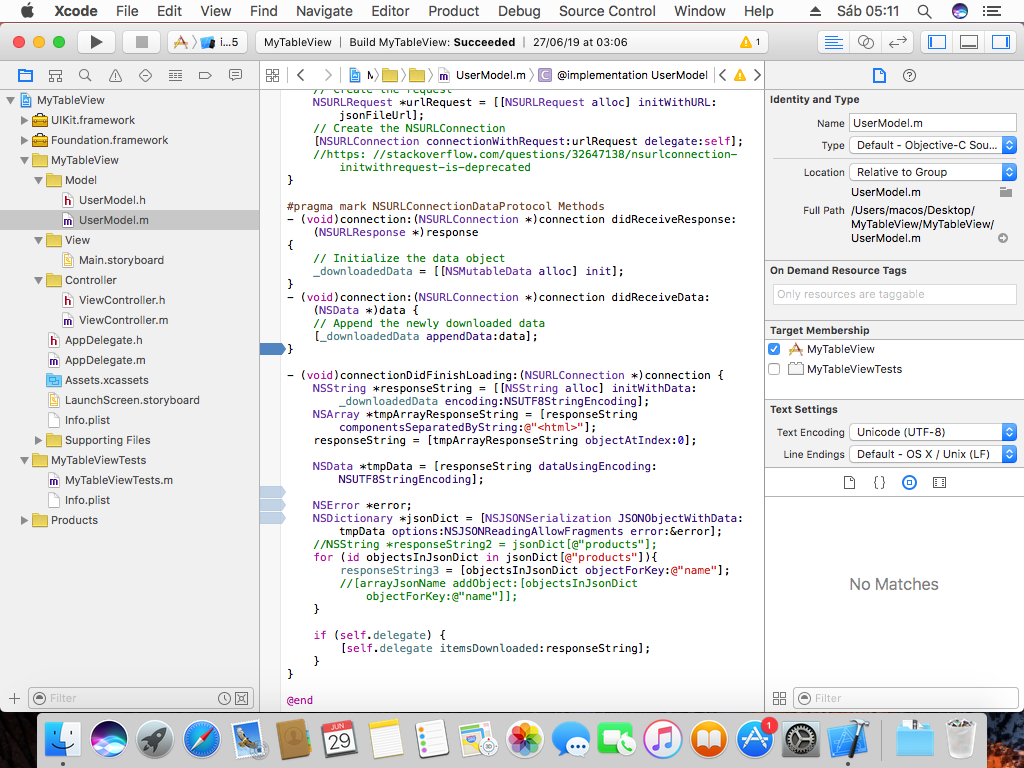 Xcode File Edit View Find Navigate Editor Product Debug Source Control Window Help Sáb 05:11
i...5 MyTableView | Build MyTableView: Succeeded | 27/06/19 at 03:06 1
UserModel.m @implementation UserModel
MyTableView
UIKit.framework
Foundation.framework
MyTableView
Model
h UserModel.h
m UserModel.m
View
Main.storyboard
Controller
h ViewController.h
m ViewController.m
h AppDelegate.h
m AppDelegate.m
Assets.xcassets
LaunchScreen.storyboard
Info.plist
Supporting Files
MyTableViewTests
m MyTableViewTests.m
Info.plist
Products
Filter
// Create the request
NSURLRequest *urlRequest = [[NSURLRequest alloc] initWithURL:
jsonFileUrl];
// Create the NSURLConnection
[NSURLConnection connectionWithRequest:urlRequest delegate:self];
//https: //stackoverflow.com/questions/32647138/nsurlconnection-
initwithrequest-is-deprecated
}
#pragma mark NSURLConnectionDataProtocol Methods
- (void)connection:(NSURLConnection *)connection didReceiveResponse:
(NSURLResponse *)response
{
// Initialize the data object
_downloadedData = [[NSMutableData alloc] init];
}
- (void)connection:(NSURLConnection *)connection didReceiveData:
(NSData *)data {
// Append the newly downloaded data
[_downloadedData appendData:data];
}
- (void)connectionDidFinishLoading:(NSURLConnection *)connection {
NSString *responseString = [[NSString alloc] initWithData:
_downloadedData encoding:NSUTF8StringEncoding];
NSArray *tmpArrayResponseString = [responseString
componentsSeparatedByString:@"<html>"];
responseString = [tmpArrayResponseString objectAtIndex:0];
NSData *tmpData = [responseString dataUsingEncoding:
NSUTF8StringEncoding];
NSError *error;
NSDictionary *jsonDict = [NSJSONSerialization JSONObjectWithData:
tmpData options:NSJSONReadingAllowFragments error:&error];
//NSString *responseString2 = jsonDict[@"products"];
for (id objectsInJsonDict in jsonDict[@"products"]){
responseString3 = [objectsInJsonDict objectForKey:@"name"];
//[arrayJsonName addObject:[objectsInJsonDict
objectForKey:@"name"]];
}
if (self.delegate) {
[self.delegate itemsDownloaded:responseString];
}
}
@end
Identity and Type
Name UserModel.m
Type Default - Objective-C Sou...
Location Relative to Group
UserModel.m
Full Path /Users/macos/Desktop/
MyTableView/MyTableView/
UserModel.m
On Demand Resource Tags
Only resources are taggable
Target Membership
MyTableView
MyTableViewTests
Text Settings
Text Encoding Unicode (UTF-8)
Line Endings Default - OS X / Unix (LF)
{}
No Matches
Filter
JUN
29
1